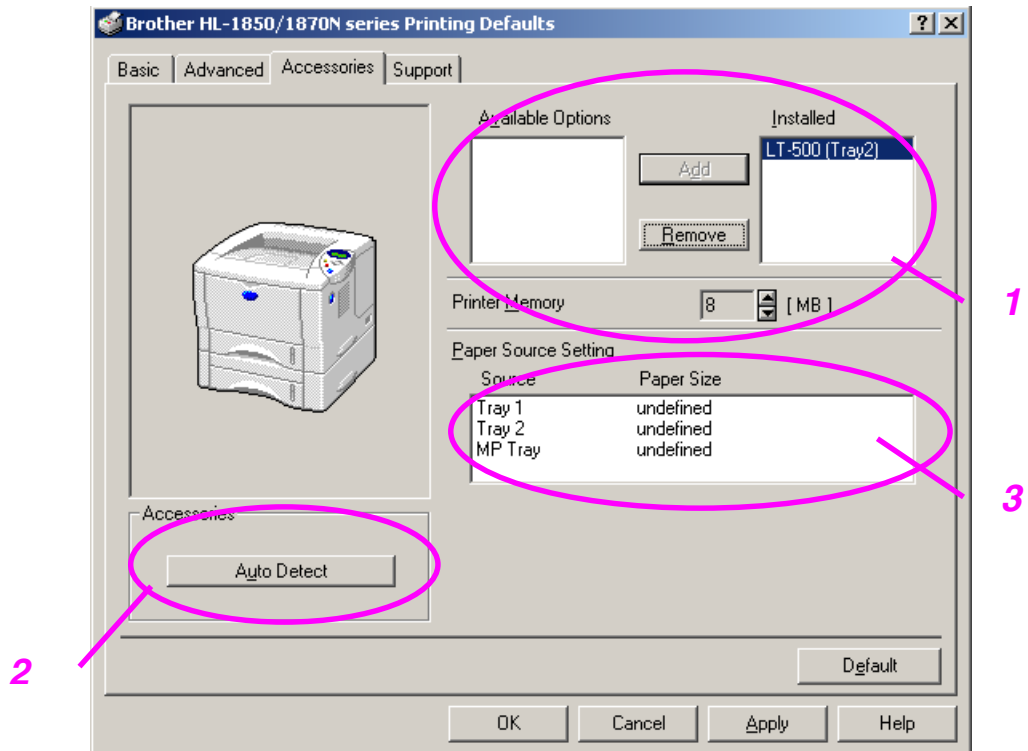 Brother HL-1850/1870N series Printing Defaults
Basic Advanced Accessories Support
Available Options Installed
LT-500 (Tray2)
Add
Remove
Printer Memory 8 [ MB ]
1
Paper Source Setting
Source Paper Size
Tray 1 undefined
Tray 2 undefined
MP Tray undefined
3
Accessories
Auto Detect
2
Default
OK Cancel Apply Help